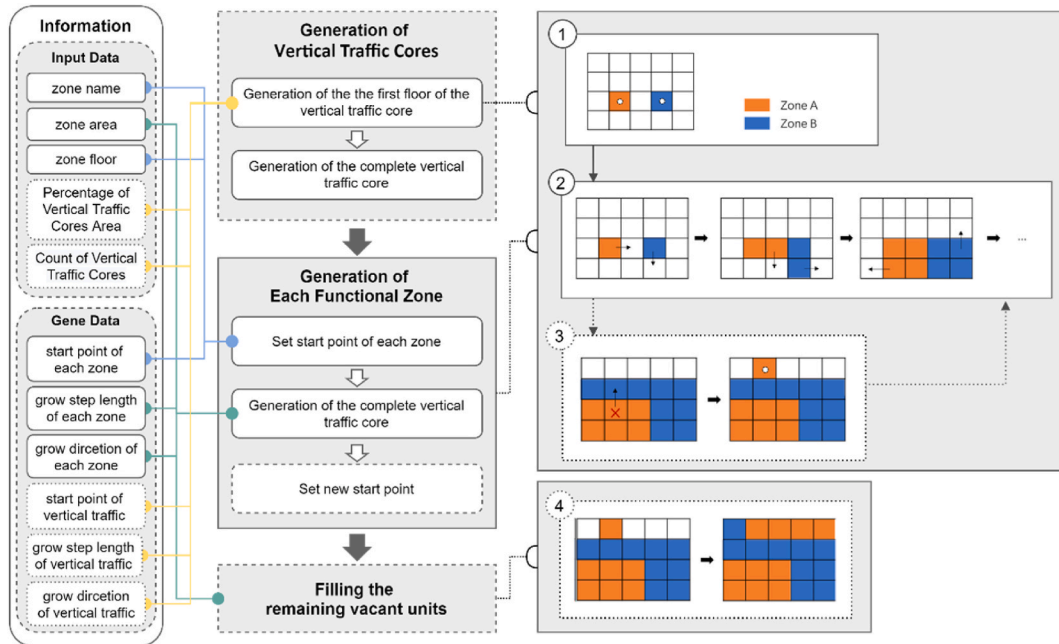 Information
Input Data
zone name
zone area
zone floor
Percentage of
Vertical Traffic
Cores Area
Count of Vertical
Traffic Cores
Gene Data
start point of
each zone
grow step length
of each zone
grow dircetion of
each zone
start point of
vertical traffic
grow step length
of vertical traffic
grow dircetion
of vertical traffic
Generation of
Vertical Traffic Cores
Generation of the the first floor of the
vertical traffic core
Generation of the complete vertical
traffic core
Generation of
Each Functional Zone
Set start point of each zone
Generation of the complete vertical
traffic core
Set new start point
Filling the
remaining vacant units
1
Zone A
Zone B
2
...
3
4